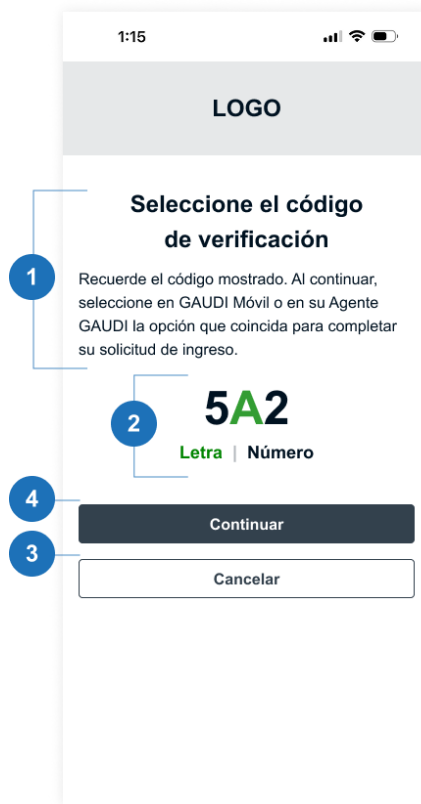 1:15
LOGO
Seleccione el código
de verificación
1
Recuerde el código mostrado. Al continuar,
seleccione en GAUDI Móvil o en su Agente
GAUDI la opción que coincida para completar
su solicitud de ingreso.
2
5A2
Letra | Número
4
Continuar
3
Cancelar